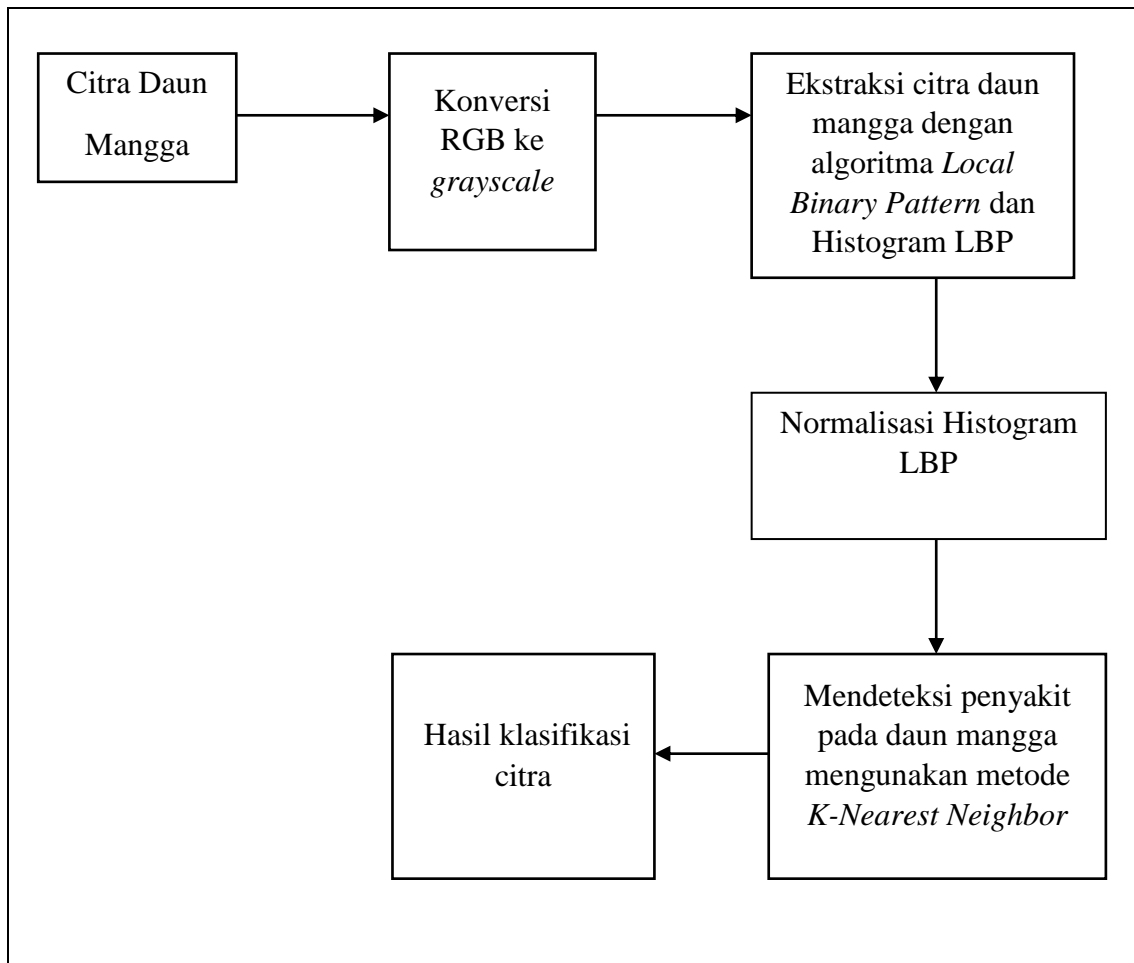 Citra Daun
Mangga
Konversi
RGB ke
grayscale
Ekstraksi citra daun
mangga dengan
algoritma Local
Binary Pattern dan
Histogram LBP
Normalisasi Histogram
LBP
Mendeteksi penyakit
pada daun mangga
mengunakan metode
K-Nearest Neighbor
Hasil klasifikasi
citra